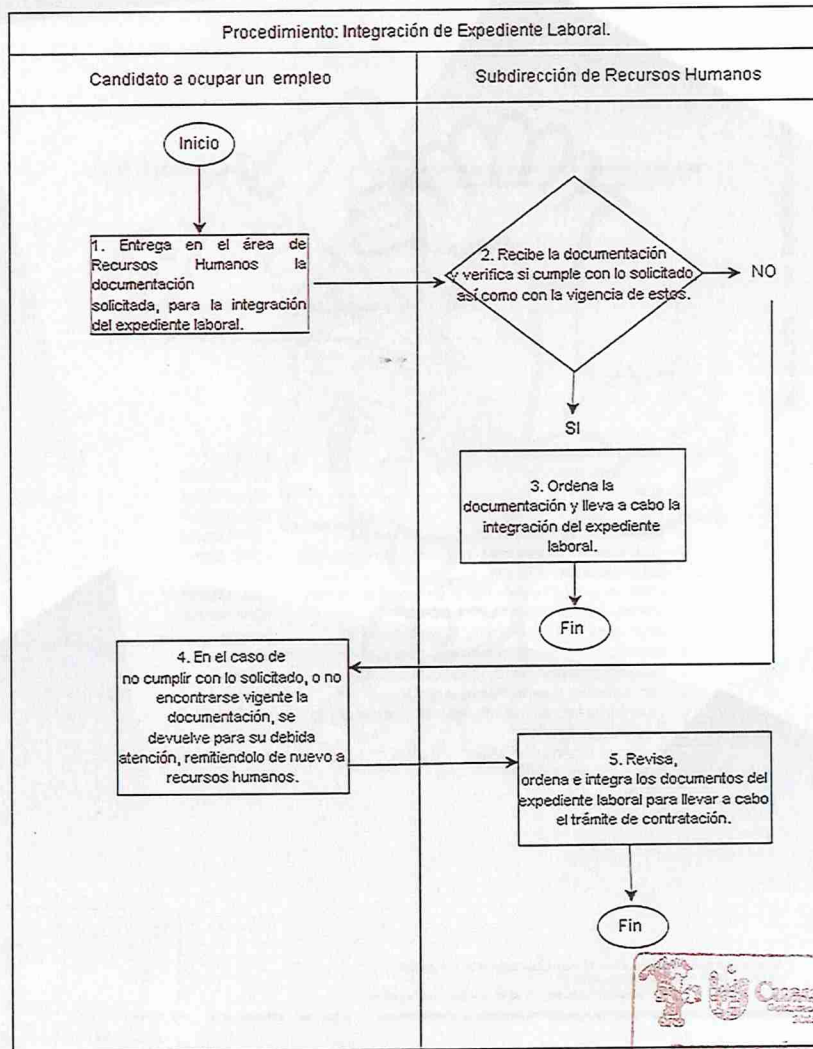 Procedimiento: Integración de Expediente Laboral.
Candidato a ocupar un empleo
Subdirección de Recursos Humanos
Inicio
1. Entrega en el área de
Recursos Humanos la
documentación
solicitada, para la integración
del expediente laboral.
2. Recibe la documentación
y verifica si cumple con lo solicitado
así como con la vigencia de estos.
NO
SI
3. Ordena la
documentación y lleva a cabo la
integración del expediente
laboral.
Fin
4. En el caso de
no cumplir con lo solicitado, o no
encontrarse vigente la
documentación, se
devuelve para su debida
atención, remitiendolo de nuevo a
recursos humanos.
5. Revisa,
ordena e integra los documentos del
expediente laboral para llevar a cabo
el trámite de contratación.
Fin